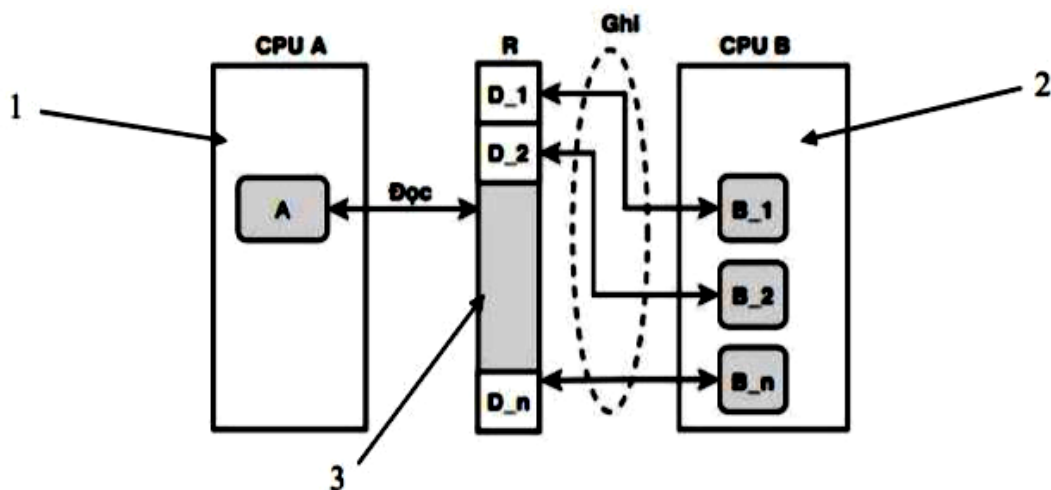 CPU A
R
Ghi
CPU B
1
D_1
2
D_2
A
Đọc
B_1
B_2
B_n
D_n
3